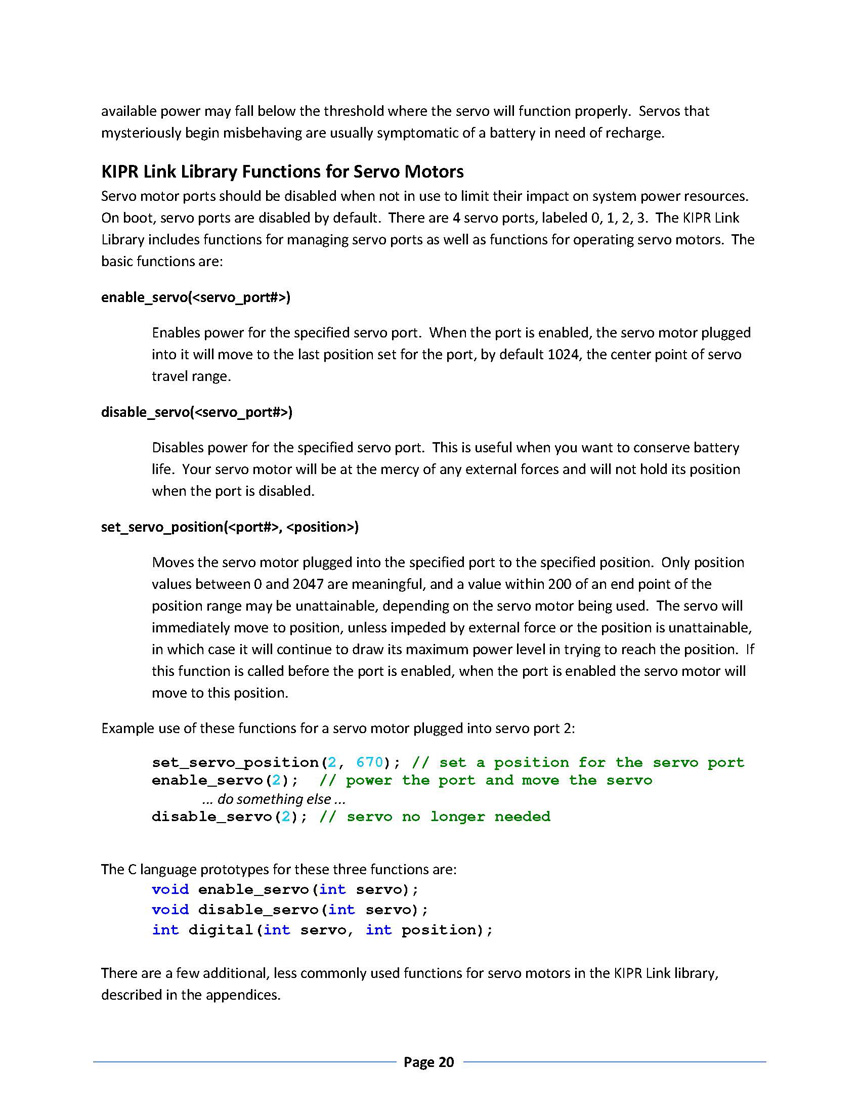 available power may fall below the threshold where the servo will function properly.  Servos that
mysteriously begin misbehaving are usually symptomatic of a battery in need of recharge.
KIPR Link Library Functions for Servo Motors
Servo motor ports should be disabled when not in use to limit their impact on system power resources.
On boot, servo ports are disabled by default.  There are 4 servo ports, labeled 0, 1, 2, 3.  The KIPR Link
Library includes functions for managing servo ports as well as functions for operating servo motors.  The
basic functions are:
enable_servo(<servo_port#>)
Enables power for the specified servo port.  When the port is enabled, the servo motor plugged
into it will move to the last position set for the port, by default 1024, the center point of servo
travel range.
disable_servo(<servo_port#>)
Disables power for the specified servo port.  This is useful when you want to conserve battery
life.  Your servo motor will be at the mercy of any external forces and will not hold its position
when the port is disabled.
set_servo_position(<port#>, <position>)
Moves the servo motor plugged into the specified port to the specified position.  Only position
values between 0 and 2047 are meaningful, and a value within 200 of an end point of the
position range may be unattainable, depending on the servo motor being used.  The servo will
immediately move to position, unless impeded by external force or the position is unattainable,
in which case it will continue to draw its maximum power level in trying to reach the position.  If
this function is called before the port is enabled, when the port is enabled the servo motor will
move to this position.
Example use of these functions for a servo motor plugged into servo port 2:
set_servo_position(2, 670); // set a position for the servo port
enable_servo(2);  // power the port and move the servo
... do something else ...
disable_servo(2); // servo no longer needed
The C language prototypes for these three functions are:
void enable_servo(int servo);
void disable_servo(int servo);
int digital(int servo, int position);
There are a few additional, less commonly used functions for servo motors in the KIPR Link library,
described in the appendices.
Page 20